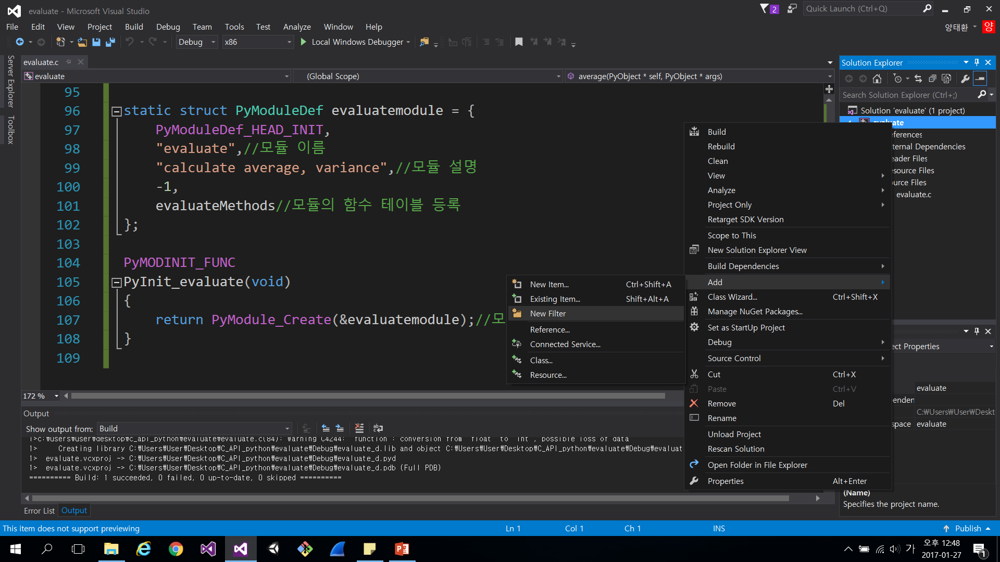 evaluate - Microsoft Visual Studio
2
Quick Launch (Ctrl+Q)
File Edit View Project Build Debug Team Tools Test Analyze Window Help
양태환
양
Debug x86 Local Windows Debugger
Server Explorer
Toolbox
evaluate.c
evaluate (Global Scope) average(PyObject * self, PyObject * args)
95
96 static struct PyModuleDef evaluatemodule = {
97 PyModuleDef_HEAD_INIT,
98 "evaluate",//모듈 이름
99 "calculate average, variance",//모듈 설명
100 -1,
101 evaluateMethods//모듈의 함수 테이블 등록
102 };
103
104 PyMODINIT_FUNC
105 PyInit_evaluate(void)
106 {
107 return PyModule_Create(&evaluatemodule);//모
108 }
109
172 %
New Item... Ctrl+Shift+A
Existing Item... Shift+Alt+A
New Filter
Reference...
Connected Service...
Class...
Resource...
Build
Rebuild
Clean
View
Analyze
Project Only
Retarget SDK Version
Scope to This
New Solution Explorer View
Build Dependencies
Add
Class Wizard... Ctrl+Shift+X
Manage NuGet Packages...
Set as StartUp Project
Debug
Source Control
Cut Ctrl+X
Paste Ctrl+V
Remove Del
Rename
Unload Project
Rescan Solution
Open Folder in File Explorer
Properties Alt+Enter
Solution Explorer
Search Solution Explorer (Ctrl+;)
Solution 'evaluate' (1 project)
eferences
ternal Dependencies
eader Files
esource Files
urce Files
evaluate.c
ect Properties
evaluate
enden
C:₩Users₩User₩Deskt
space evaluate
(Name)
Specifies the project name.
Output
Show output from: Build
1>c:₩users₩user₩desktop₩c_api_python₩evaluate₩evaluate.c(84): warning C4244: 'function': conversion from 'float' to 'int', possible loss of data
1> Creating library C:₩Users₩User₩Desktop₩C_API_python₩evaluate₩Debug₩evaluate_d.lib and object C:₩Users₩User₩Desktop₩C_API_python₩evaluate₩Debug₩evaluat
1> evaluate.vcxproj -> C:₩Users₩User₩Desktop₩C_API_python₩evaluate₩Debug₩evaluate_d.pyd
1> evaluate.vcxproj -> C:₩Users₩User₩Desktop₩C_API_python₩evaluate₩Debug₩evaluate_d.pdb (Full PDB)
========== Build: 1 succeeded, 0 failed, 0 up-to-date, 0 skipped ==========
Error List Output
This item does not support previewing Ln 1 Col 1 Ch 1 INS Publish
가
오후 12:48
2017-01-27
1